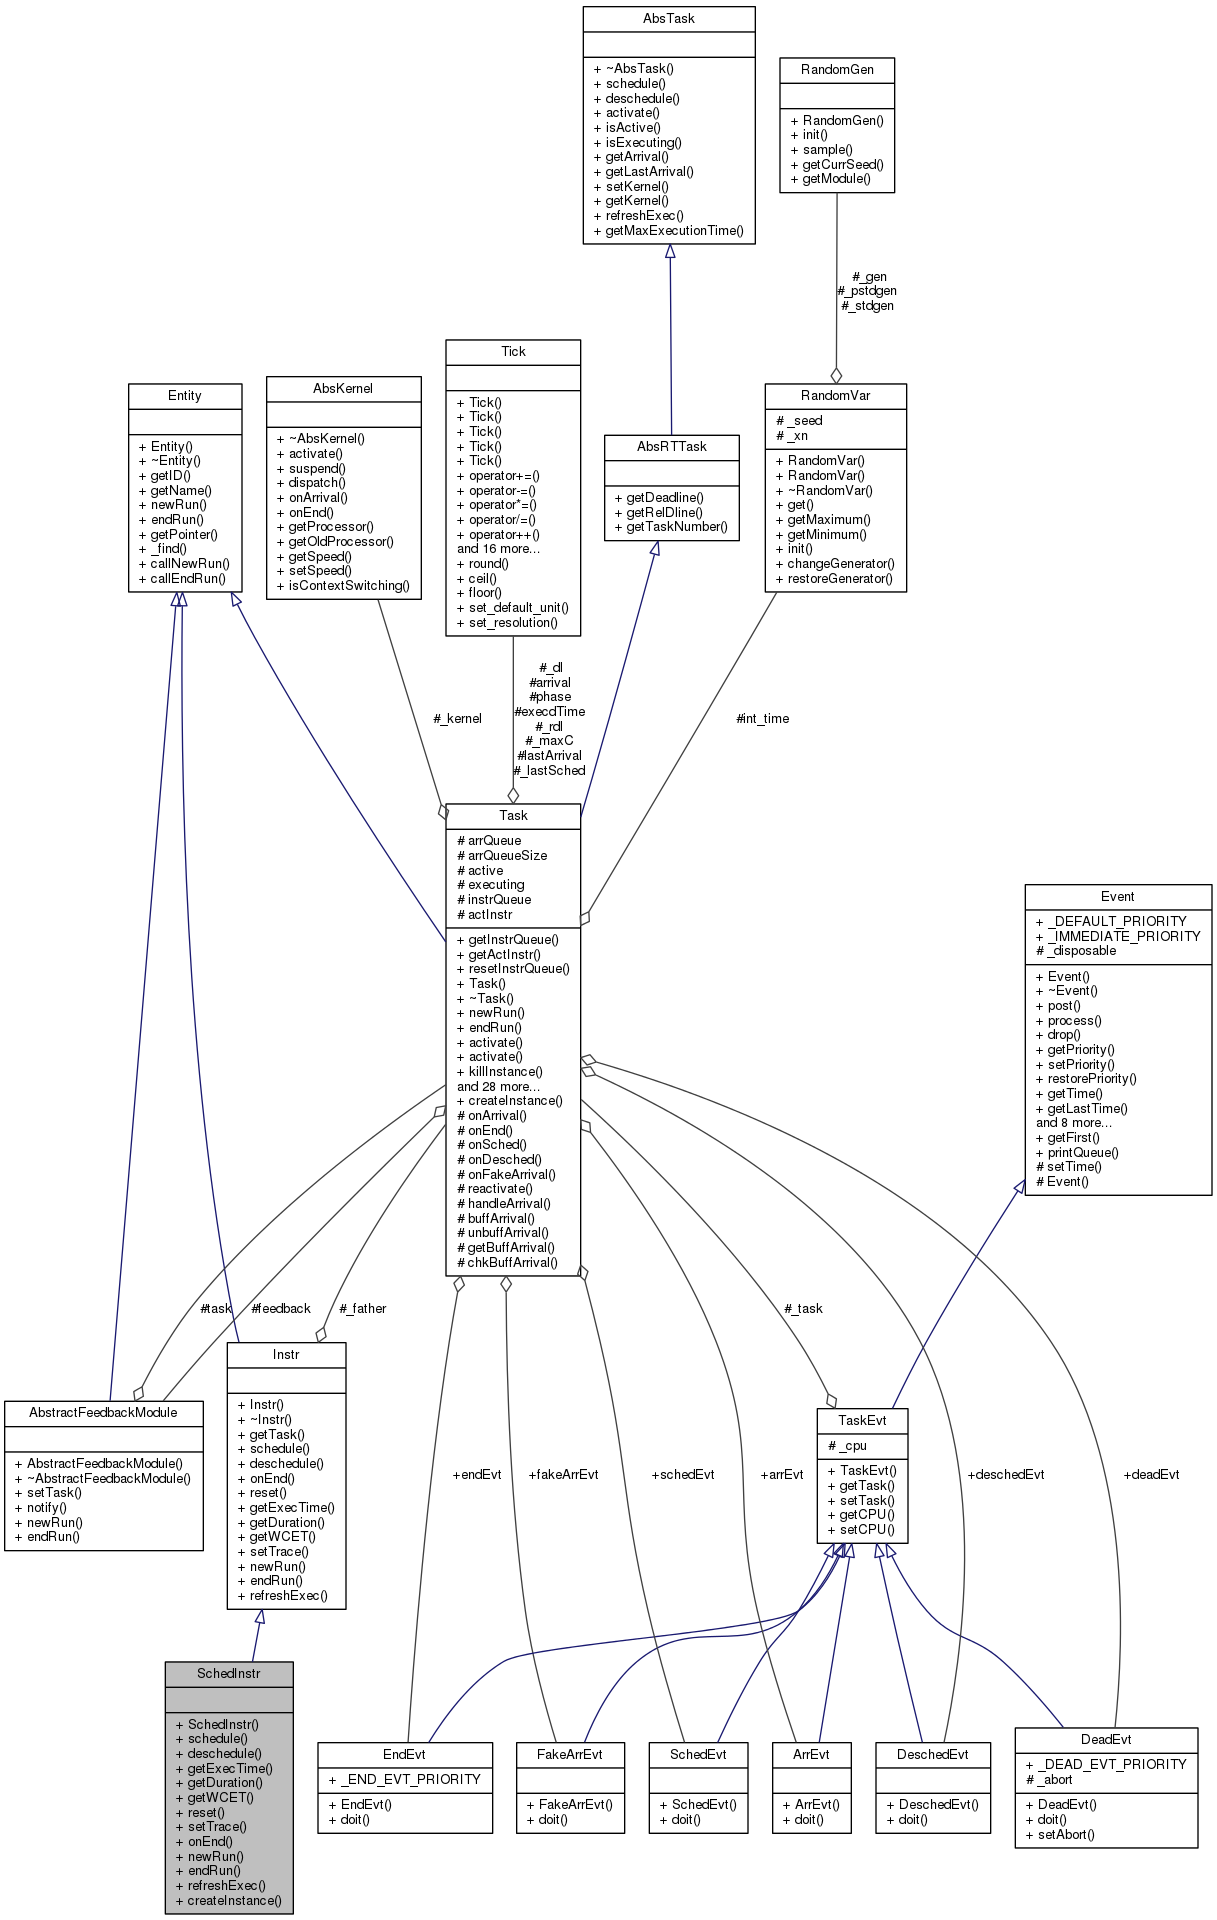 AbsTask
+ ~AbsTask()
+ schedule()
+ deschedule()
+ activate()
+ isActive()
+ isExecuting()
+ getArrival()
+ getLastArrival()
+ setKernel()
+ getKernel()
+ refreshExec()
+ getMaxExecutionTime()
RandomGen
+ RandomGen()
+ init()
+ sample()
+ getCurrSeed()
+ getModule()
#_gen
#_pstdgen
#_stdgen
Entity
+ Entity()
+ ~Entity()
+ getID()
+ getName()
+ newRun()
+ endRun()
+ getPointer()
+ _find()
+ callNewRun()
+ callEndRun()
AbsKernel
+ ~AbsKernel()
+ activate()
+ suspend()
+ dispatch()
+ onArrival()
+ onEnd()
+ getProcessor()
+ getOldProcessor()
+ getSpeed()
+ setSpeed()
+ isContextSwitching()
Tick
+ Tick()
+ Tick()
+ Tick()
+ Tick()
+ Tick()
+ operator+=()
+ operator-=()
+ operator*=()
+ operator/=()
+ operator++()
and 16 more...
+ round()
+ ceil()
+ floor()
+ set_default_unit()
+ set_resolution()
AbsRTTask
+ getDeadline()
+ getRelDline()
+ getTaskNumber()
RandomVar
# _seed
# _xn
+ RandomVar()
+ RandomVar()
+ ~RandomVar()
+ get()
+ getMaximum()
+ getMinimum()
+ init()
+ changeGenerator()
+ restoreGenerator()
#_kernel
#_dl
#arrival
#phase
#execdTime
#_rdl
#_maxC
#lastArrival
#_lastSched
#int_time
Task
# arrQueue
# arrQueueSize
# active
# executing
# instrQueue
# actInstr
+ getInstrQueue()
+ getActInstr()
+ resetInstrQueue()
+ Task()
+ ~Task()
+ newRun()
+ endRun()
+ activate()
+ activate()
+ killInstance()
and 28 more...
+ createInstance()
# onArrival()
# onEnd()
# onSched()
# onDesched()
# onFakeArrival()
# reactivate()
# handleArrival()
# buffArrival()
# unbuffArrival()
# getBuffArrival()
# chkBuffArrival()
Event
+ _DEFAULT_PRIORITY
+ _IMMEDIATE_PRIORITY
# _disposable
+ Event()
+ ~Event()
+ post()
+ process()
+ drop()
+ getPriority()
+ setPriority()
+ restorePriority()
+ getTime()
+ getLastTime()
and 8 more...
+ getFirst()
+ printQueue()
# setTime()
# Event()
#task
#feedback
#_father
#_task
AbstractFeedbackModule
+ AbstractFeedbackModule()
+ ~AbstractFeedbackModule()
+ setTask()
+ notify()
+ newRun()
+ endRun()
Instr
+ Instr()
+ ~Instr()
+ getTask()
+ schedule()
+ deschedule()
+ onEnd()
+ reset()
+ getExecTime()
+ getDuration()
+ getWCET()
+ setTrace()
+ newRun()
+ endRun()
+ refreshExec()
TaskEvt
# _cpu
+ TaskEvt()
+ getTask()
+ setTask()
+ getCPU()
+ setCPU()
+endEvt
+fakeArrEvt
+schedEvt
+arrEvt
+deschedEvt
+deadEvt
SchedInstr
+ SchedInstr()
+ schedule()
+ deschedule()
+ getExecTime()
+ getDuration()
+ getWCET()
+ reset()
+ setTrace()
+ onEnd()
+ newRun()
+ endRun()
+ refreshExec()
+ createInstance()
EndEvt
+ _END_EVT_PRIORITY
+ EndEvt()
+ doit()
FakeArrEvt
+ FakeArrEvt()
+ doit()
SchedEvt
+ SchedEvt()
+ doit()
ArrEvt
+ ArrEvt()
+ doit()
DeschedEvt
+ DeschedEvt()
+ doit()
DeadEvt
+ _DEAD_EVT_PRIORITY
# _abort
+ DeadEvt()
+ doit()
+ setAbort()